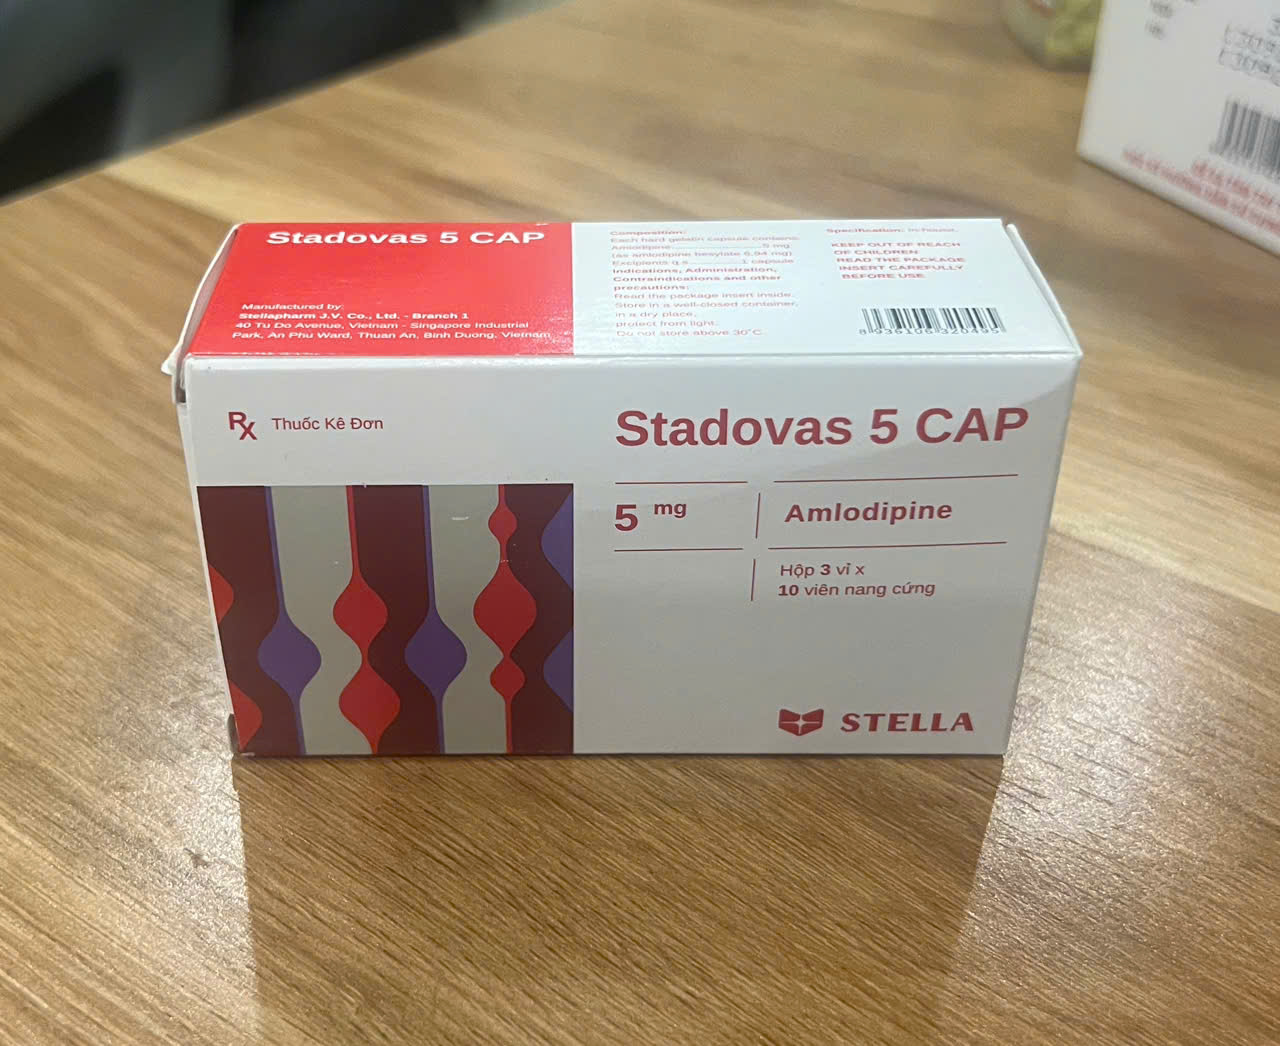 Stadovas 5 CAP
Manufactured by:
Stellapharm J.V. Co., Ltd. - Branch 1
40 Tu Do Avenue, Vietnam - Singapore Industrial
Park, An Phu Ward, Thuan An, Binh Duong, Vietnam
Composition:
Each hard gelatin capsule contains:
Amlodipine..............................5 mg
(as amlodipine besylate 6.94 mg)
Excipients q.s.................1 capsule
Indications, Administration,
Contraindications and other
precautions:
Read the package insert inside.
Store in a well-closed container,
in a dry place,
protect from light.
Do not store above 30°C.
Specification: In-house.
KEEP OUT OF REACH
OF CHILDREN
READ THE PACKAGE
INSERT CAREFULLY
BEFORE USE
8 936106 320495
Rx Thuốc Kê Đơn
Stadovas 5 CAP
5 mg
Amlodipine
Hộp 3 vỉ x
10 viên nang cứng
STELLA